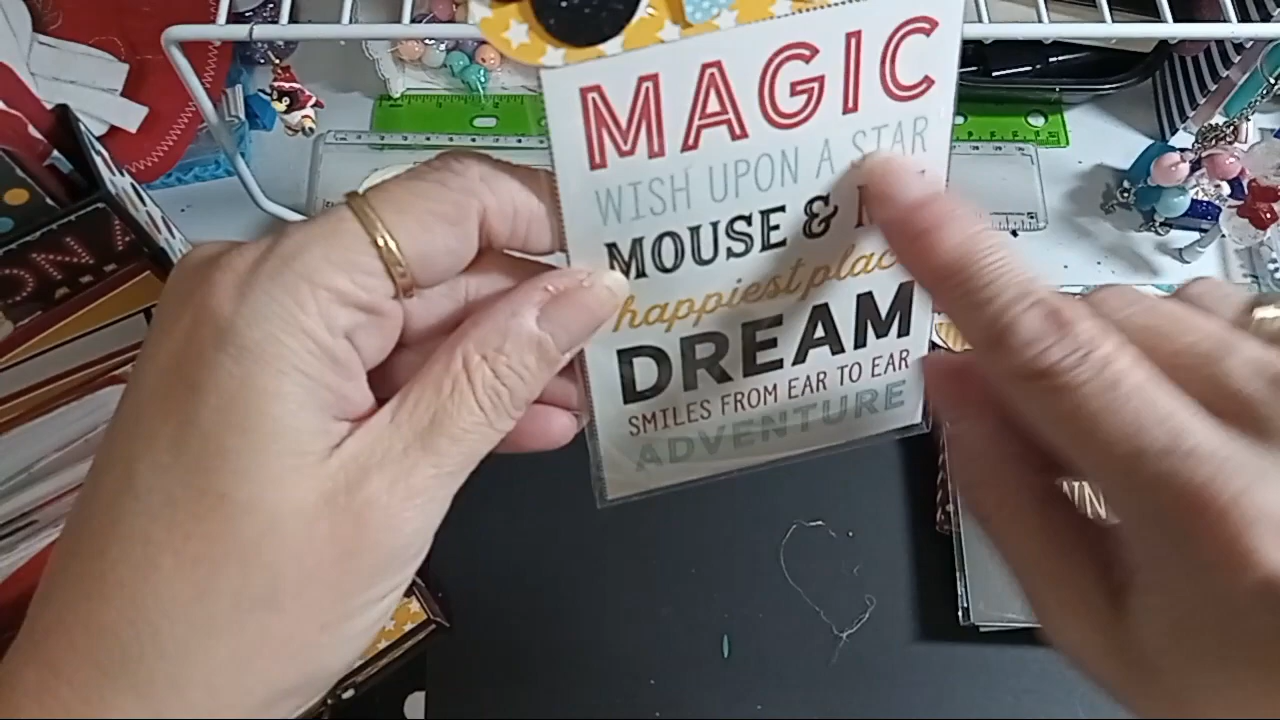 MAGIC
WISH UPON A STAR
MOUSE &
happiest plac
DREAM
SMILES FROM EAR TO EAR
ADVENTURE